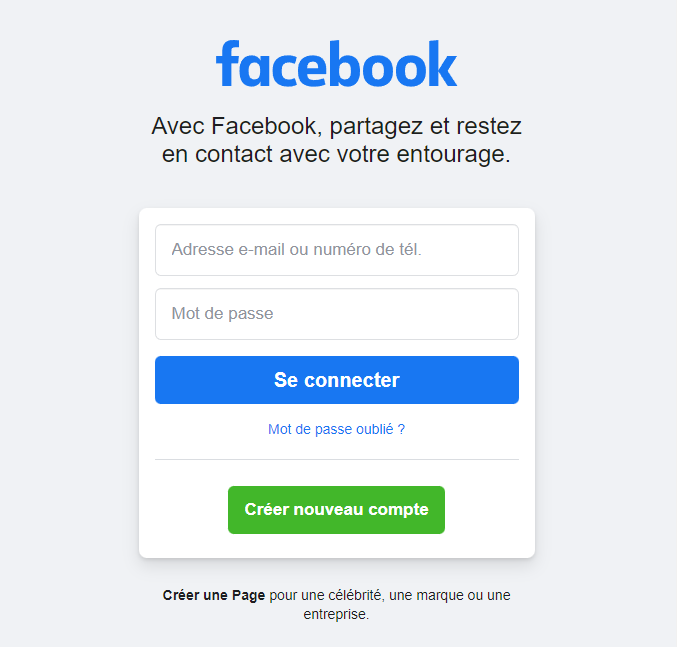 facebook
Avec Facebook, partagez et restez
en contact avec votre entourage.
Adresse e-mail ou numéro de tél.
Mot de passe
Se connecter
Mot de passe oublié ?
Créer nouveau compte
Créer une Page pour une célébrité, une marque ou une
entreprise.